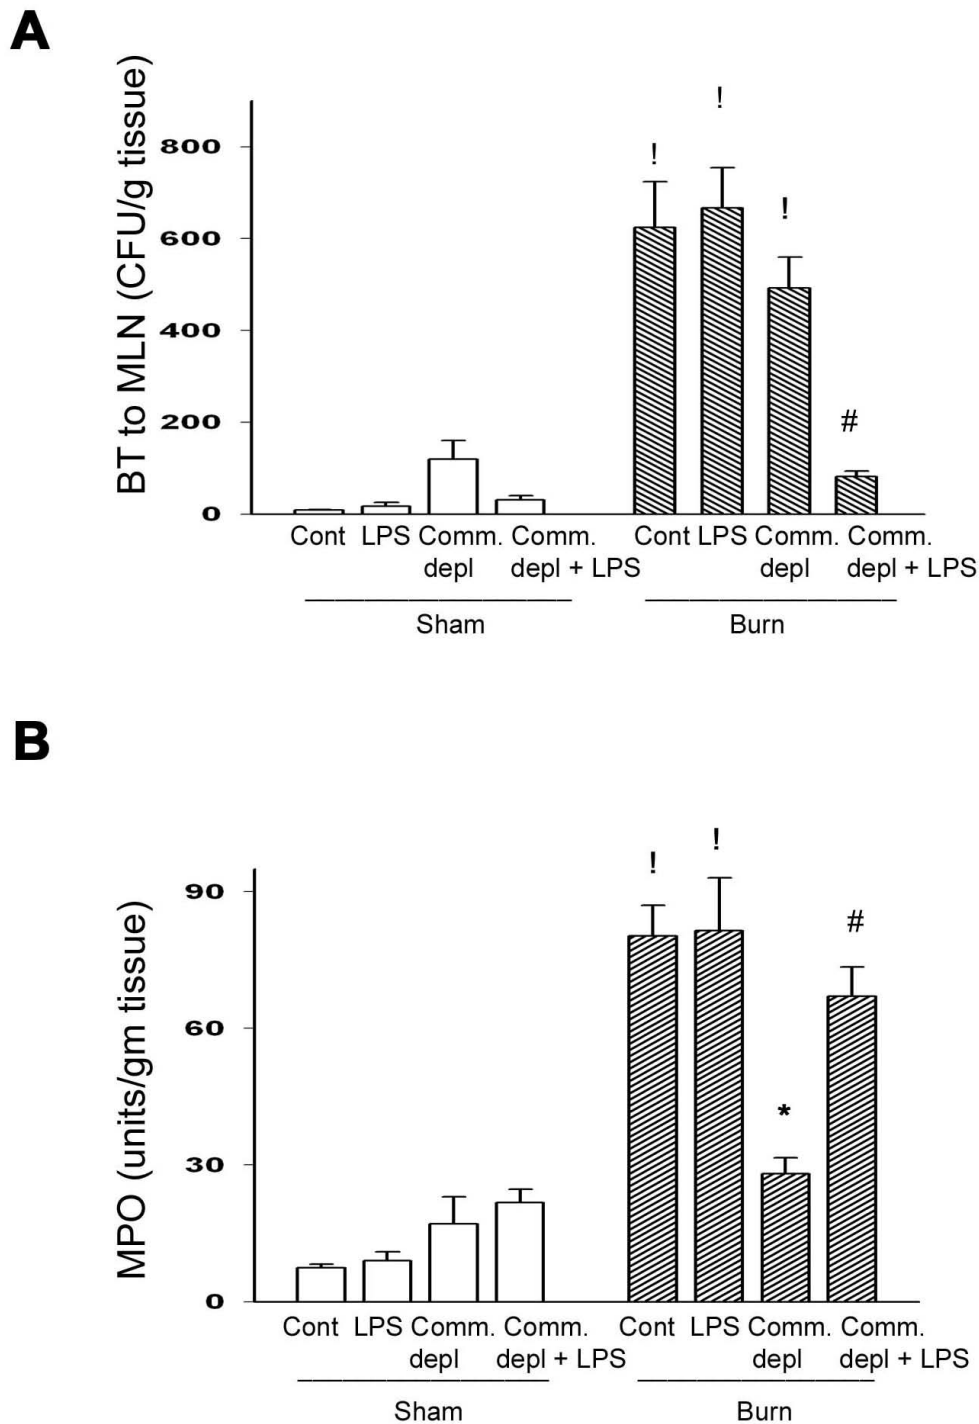 A
BT to MLN (CFU/g tissue)
800
600
400
200
0
!
!
!
#
Cont LPS Comm. Comm. Cont LPS Comm. Comm.
depl depl + LPS depl depl + LPS
Sham Burn
B
MPO (units/gm tissue)
90
60
30
0
!
!
*
#
Cont LPS Comm. Comm. Cont LPS Comm. Comm.
depl depl + LPS depl depl + LPS
Sham Burn